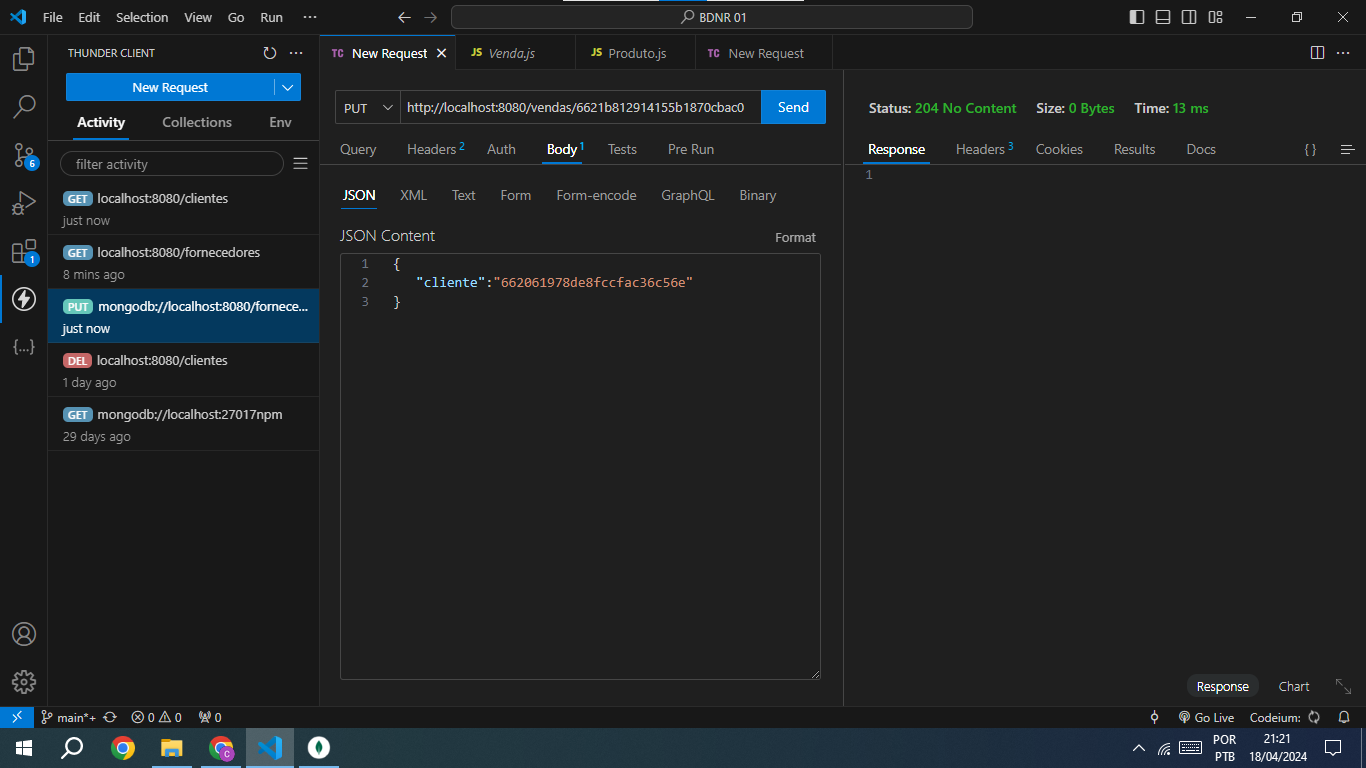 File Edit Selection View Go Run ··· BDNR 01
THUNDER CLIENT ···
New Request
Activity Collections Env
filter activity
GET localhost:8080/clientes
just now
GET localhost:8080/fornecedores
8 mins ago
PUT mongodb://localhost:8080/fornece...
just now
DEL localhost:8080/clientes
1 day ago
GET mongodb://localhost:27017npm
29 days ago
6
1
{...}
TC New Request JS Venda.js JS Produto.js TC New Request ···
PUT http://localhost:8080/vendas/6621b812914155b1870cbac0 Send
Query Headers 2 Auth Body 1 Tests Pre Run
JSON XML Text Form Form-encode GraphQL Binary
JSON Content Format
1 {
2 "cliente":"662061978de8fccfac36c56e"
3 }
Status: 204 No Content Size: 0 Bytes Time: 13 ms
Response Headers 3 Cookies Results Docs { }
1
Response Chart
main*+ 0 0 0 Go Live Codeium:
C
POR
PTB
21:21
18/04/2024